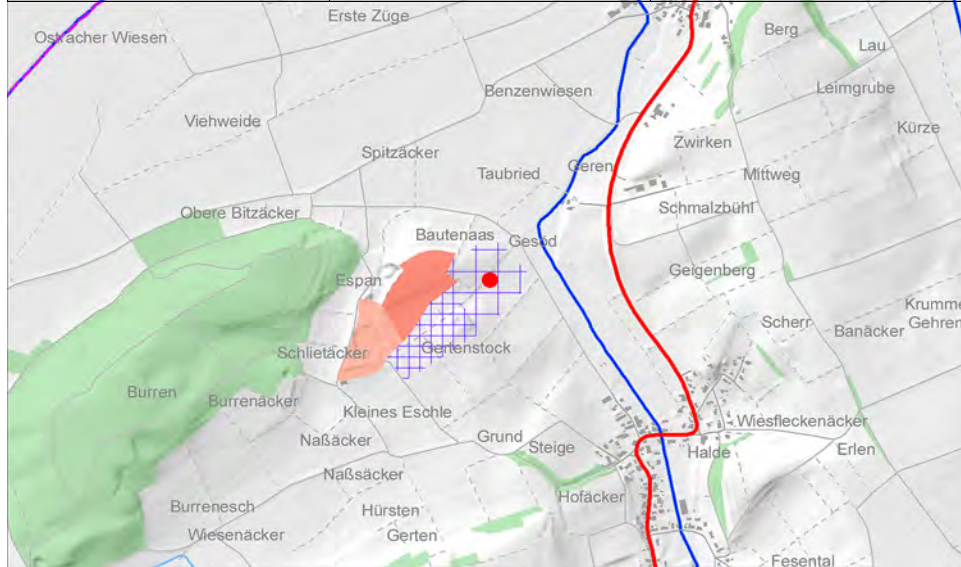 Erste Züge
Berg
Ostracher Wiesen
Lau
Benzenwiesen
Leimgrube
Viehweide
Kürze
Zwirken
Spitzäcker
Geren
Taubried
Mittweg
Obere Bitzäcker
Schmalzbühl
Bautenaas
Gesöd
Espan
Geigenberg
Krumme
Gehren
Scherr
Banäcker
Schlietäcker
Gertenstock
Burren
Burrenäcker
Kleines Eschle
Wiesfleckenäcker
Naßäcker
Grund
Steige
Halde
Erlen
Naßsäcker
Hofäcker
Burrenesch
Hürsten
Wiesenäcker
Gerten
Fesental